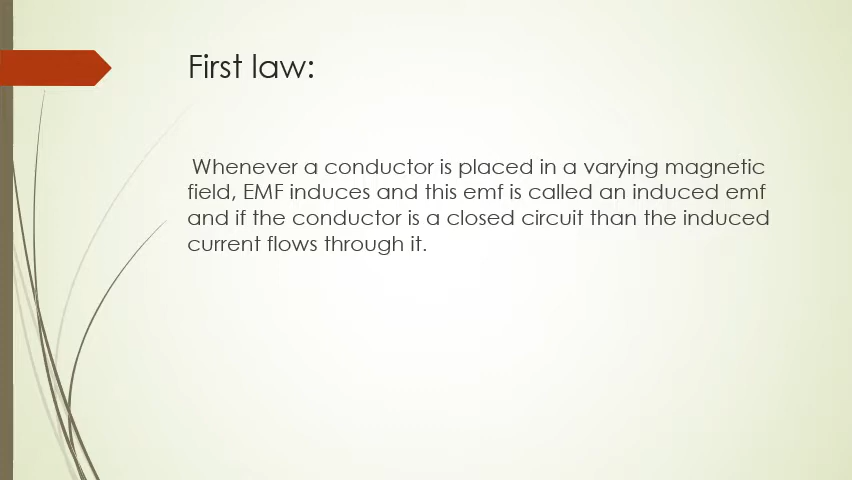 First law:
Whenever a conductor is placed in a varying magnetic
field, EMF induces and this emf is called an induced emf
and if the conductor is a closed circuit than the induced
current flows through it.